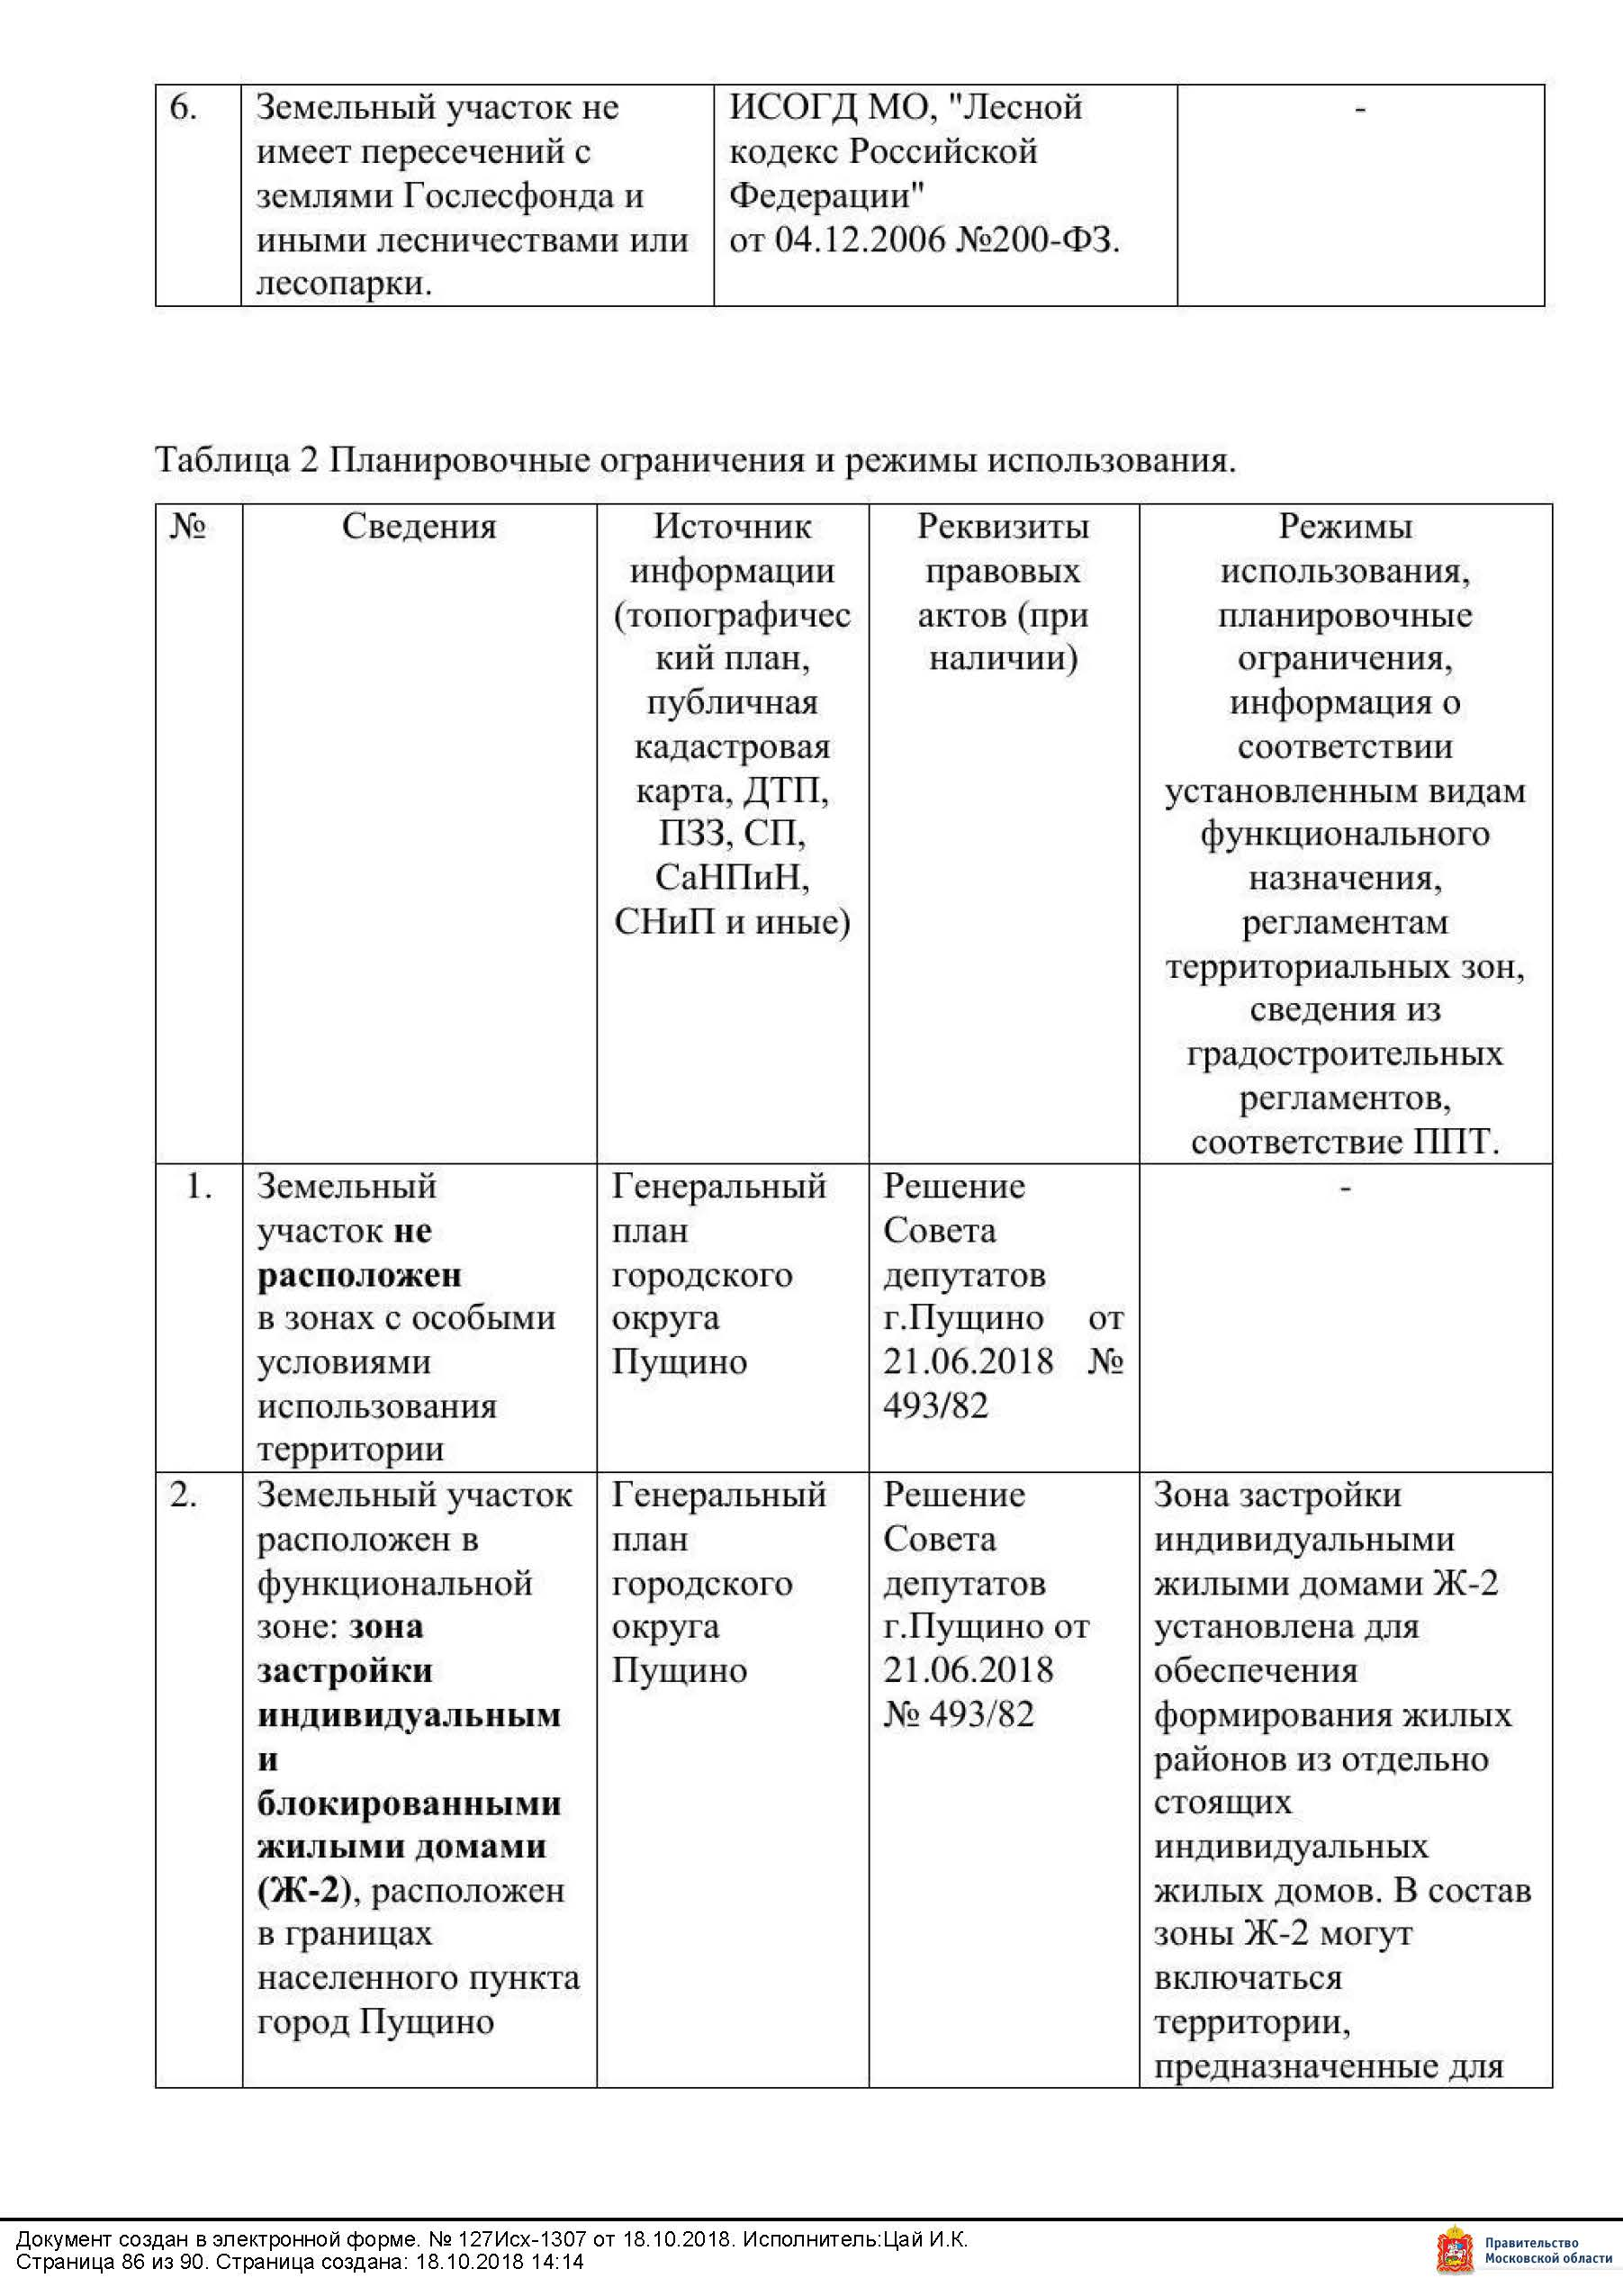 6.
Земельный участок не
имеет пересечений с
землями Гослесфонда и
иными лесничествами или
лесопарки.
ИСОГД МО, "Лесной
кодекс Российской
Федерации"
от 04.12.2006 №200-ФЗ.
-
Таблица 2 Планировочные ограничения и режимы использования.
№
Сведения
Источник
информации
(топографичес
кий план,
публичная
кадастровая
карта, ДТП,
ПЗЗ, СП,
СаНПиН,
СНиП и иные)
Реквизиты
правовых
актов (при
наличии)
Режимы
использования,
планировочные
ограничения,
информация о
соответствии
установленным видам
функционального
назначения,
регламентам
территориальных зон,
сведения из
градостроительных
регламентов,
соответствие ППТ.
1.
Земельный
участок не
расположен
в зонах с особыми
условиями
использования
территории
Генеральный
план
городского
округа
Пущино
Решение
Совета
депутатов
г.Пущино от
21.06.2018 №
493/82
-
2.
Земельный участок
расположен в
функциональной
зоне: зона
застройки
индивидуальным
и
блокированными
жилыми домами
(Ж-2), расположен
в границах
населенного пункта
город Пущино
Генеральный
план
городского
округа
Пущино
Решение
Совета
депутатов
г.Пущино от
21.06.2018
№ 493/82
Зона застройки
индивидуальными
жилыми домами Ж-2
установлена для
обеспечения
формирования жилых
районов из отдельно
стоящих
индивидуальных
жилых домов. В состав
зоны Ж-2 могут
включаться
территории,
предназначенные для
Документ создан в электронной форме. № 127Исх-1307 от 18.10.2018. Исполнитель:Цай И.К.
Страница 86 из 90. Страница создана: 18.10.2018 14:14
Правительство
Московской области